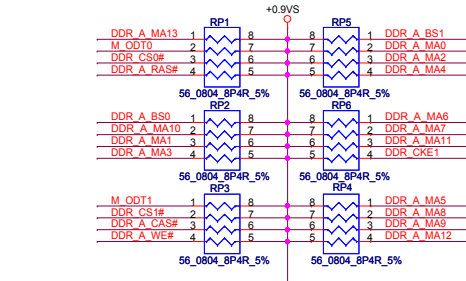 +0.9VS
RP1 RP5
DDR_A_MA13 1 8 8 1 DDR_A_BS1
M_ODT0 2 7 7 2 DDR_A_MA0
DDR_CS0# 3 6 6 3 DDR_A_MA2
DDR_A_RAS# 4 5 5 4 DDR_A_MA4
56_0804_8P4R_5% 56_0804_8P4R_5%
RP2 RP6
DDR_A_BS0 1 8 8 1 DDR_A_MA6
DDR_A_MA10 2 7 7 2 DDR_A_MA7
DDR_A_MA1 3 6 6 3 DDR_A_MA11
DDR_A_MA3 4 5 5 4 DDR_CKE1
56_0804_8P4R_5% 56_0804_8P4R_5%
RP3 RP4
M_ODT1 1 8 8 1 DDR_A_MA5
DDR_CS1# 2 7 7 2 DDR_A_MA8
DDR_A_CAS# 3 6 6 3 DDR_A_MA9
DDR_A_WE# 4 5 5 4 DDR_A_MA12
56_0804_8P4R_5% 56_0804_8P4R_5%